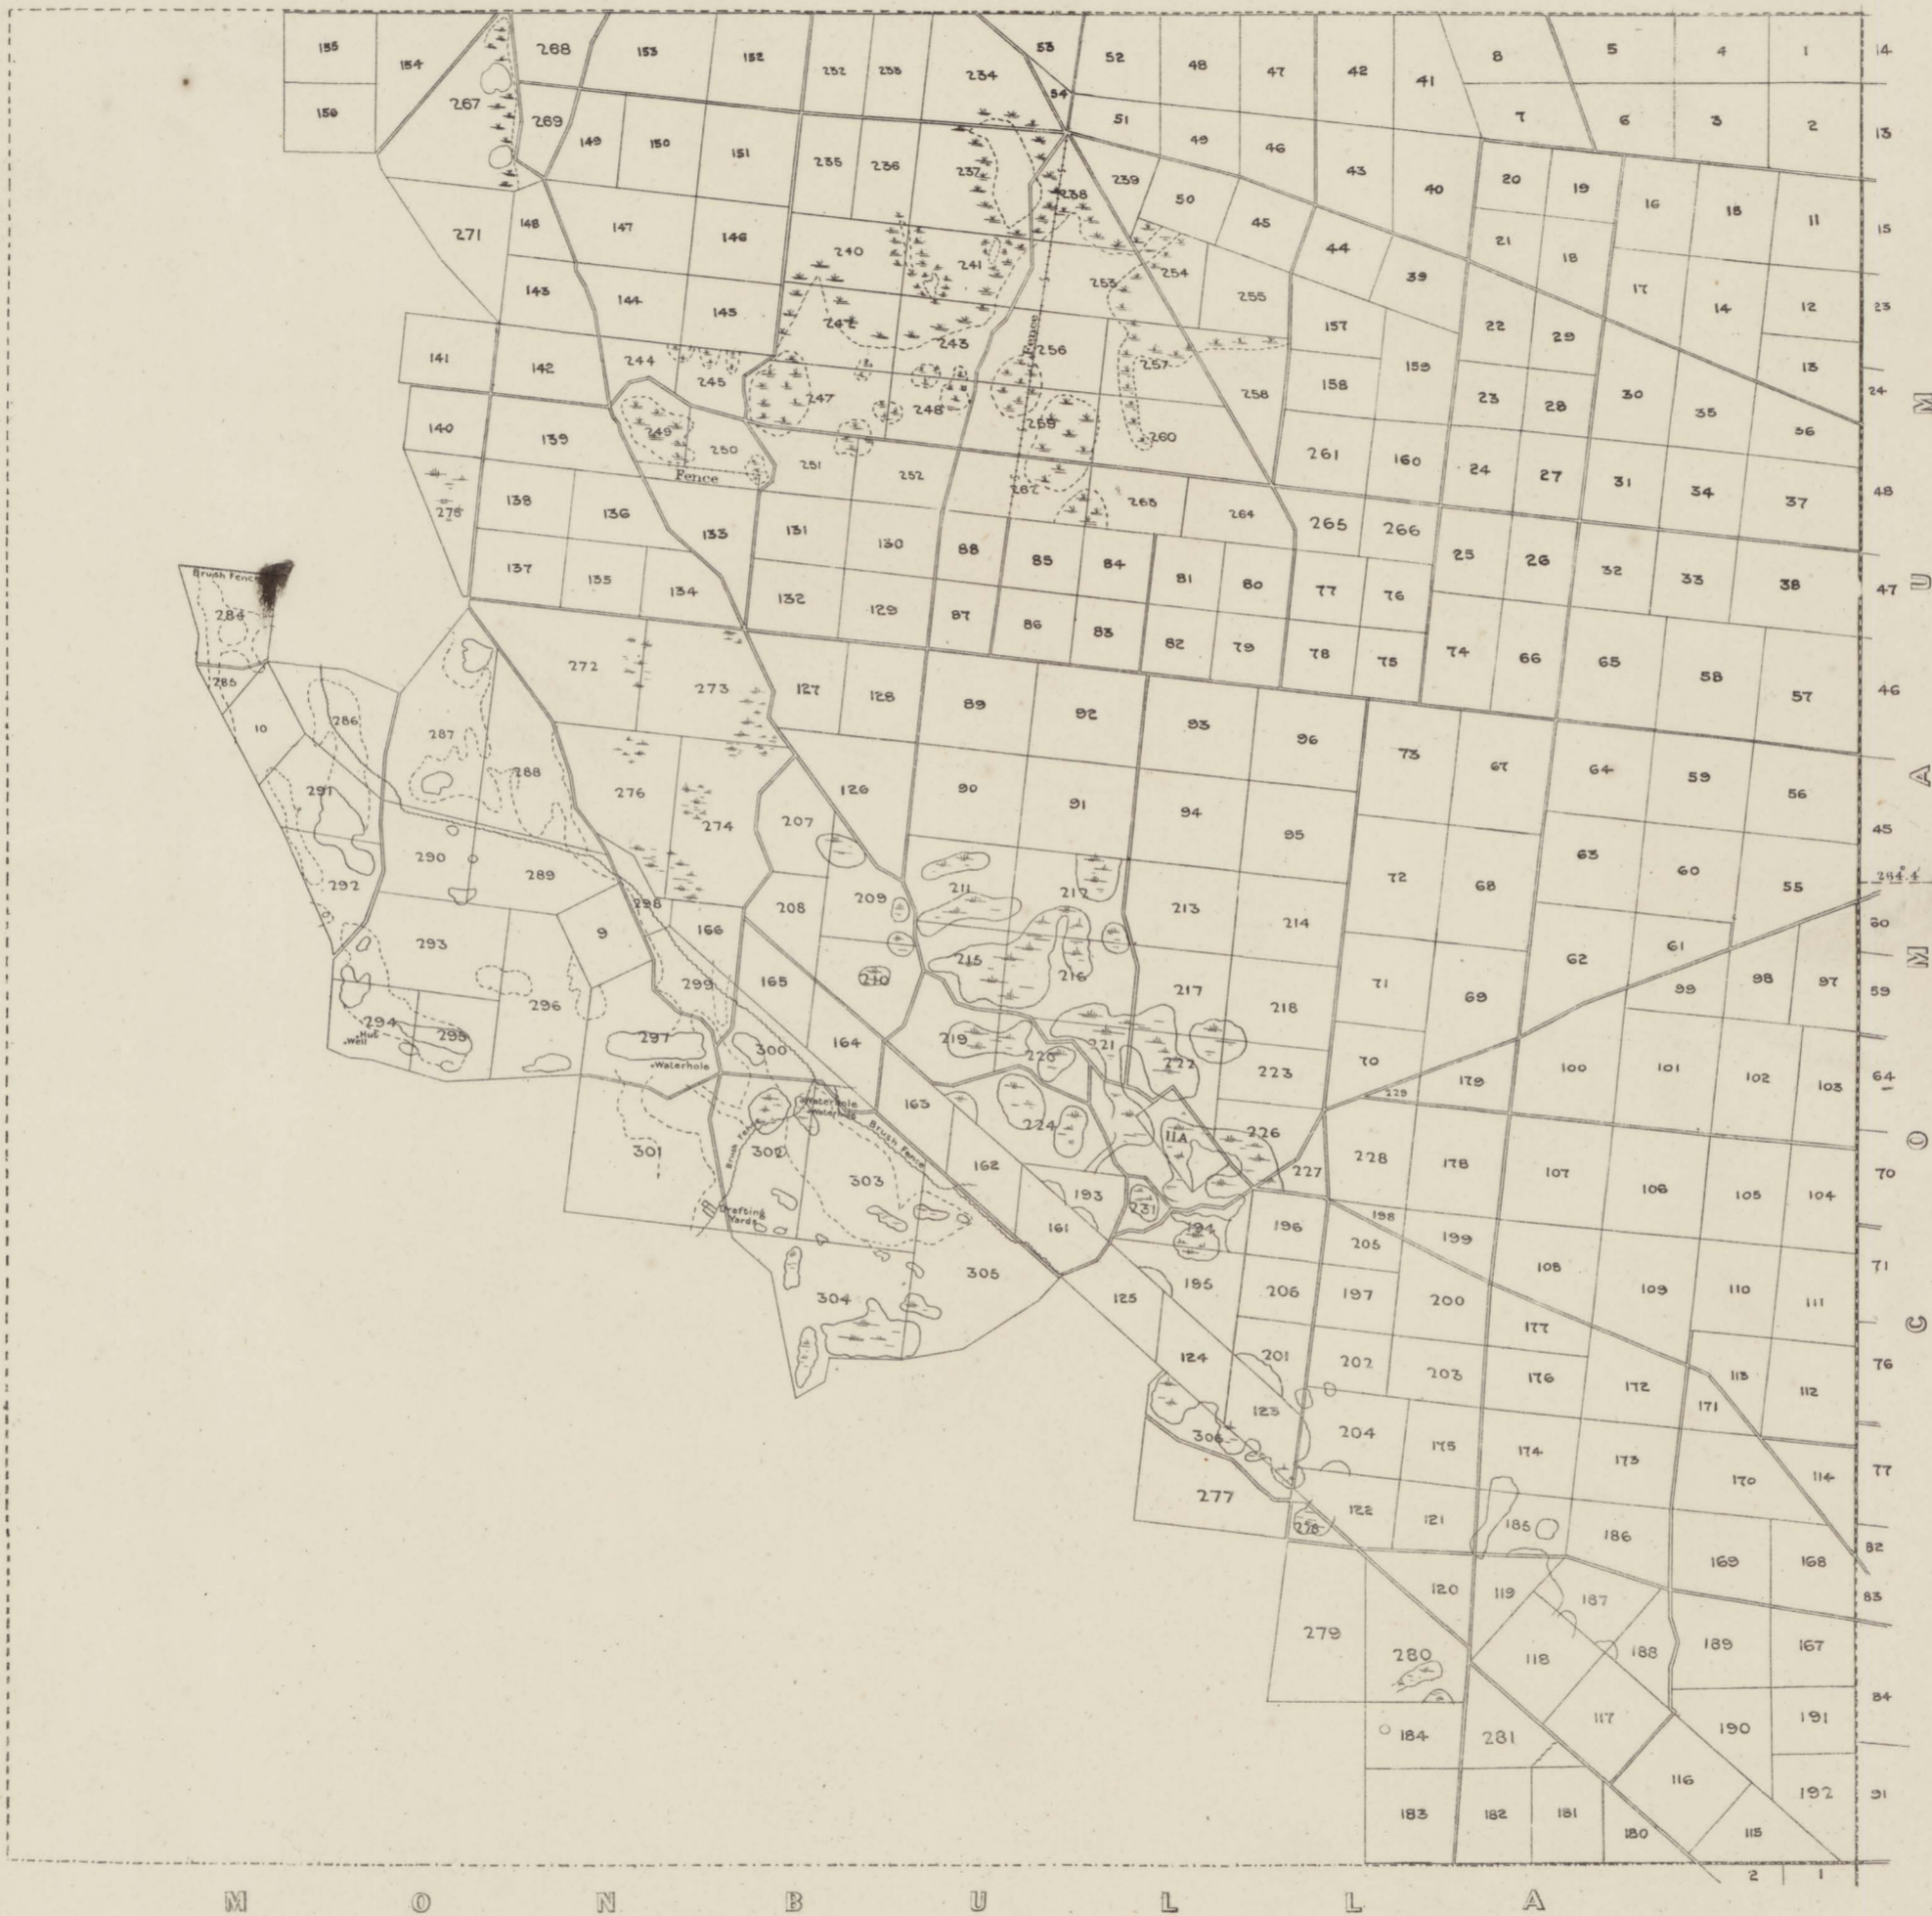 155 154 268 153 152 232 233 234 53 52 48 47 42 41 8 5 4 1 14
156 267 269 149 150 151 235 236 237 54 51 49 46 43 40 7 6 3 2 13
271 148 147 146 240 241 238 239 50 45 44 39 20 19 16 15 11 15
21 18
143 144 145 242 243 253 254 255 157 159 22 29 17 14 12 23
141 142 244 245 247 248 256 257 258 158 23 28 30 35 13 24
Fence
140 139 249 250 251 252 259 260 261 160 24 27 31 34 36 37 48
Fence
275 138 136 133 131 130 88 262 263 264 265 266 25 26 32 33 38 47
85 84 81 80 77 76
137 135 134 132 129 87 86 83 82 79 78 75 74 66 65 58 57 46
Brush Fence
284
285 272 273 127 128 89 92 93 96 73 67 64 59 56 45
10 286 287 288 276 274 207 126 90 91 94 95 72 68 63 60 55
264.4
291 290 289 298 208 209 211 212 213 214 62 61 60
292 293 9 166 165 210 215 216 217 218 71 69 99 98 97 59
294 295 296 297 299 300 164 219 220 221 222 223 70 179 100 101 102 103 64
Hut
Well
Waterhole
229
Waterhole
Waterhole
163 224 11A 226
Brush Fence
Brush Fence
301 302 303 162 193 231 227 228 178 107 106 105 104 70
Drafting
Yards
161 194 196 198 205 199
304 305 125 195 206 197 200 108 109 110 111 71
177
124 201 202 203 176 172 113 112 76
171
306 123 204 175 174 173 170 114 77
277 278 122 121 185 186 169 168 82
279 280 120 119 187 83
118 188 189 167
184 281 117 190 191 84
183 182 181 180 116 115 192 91
2 1
M O N B U L L A
C O M A U M